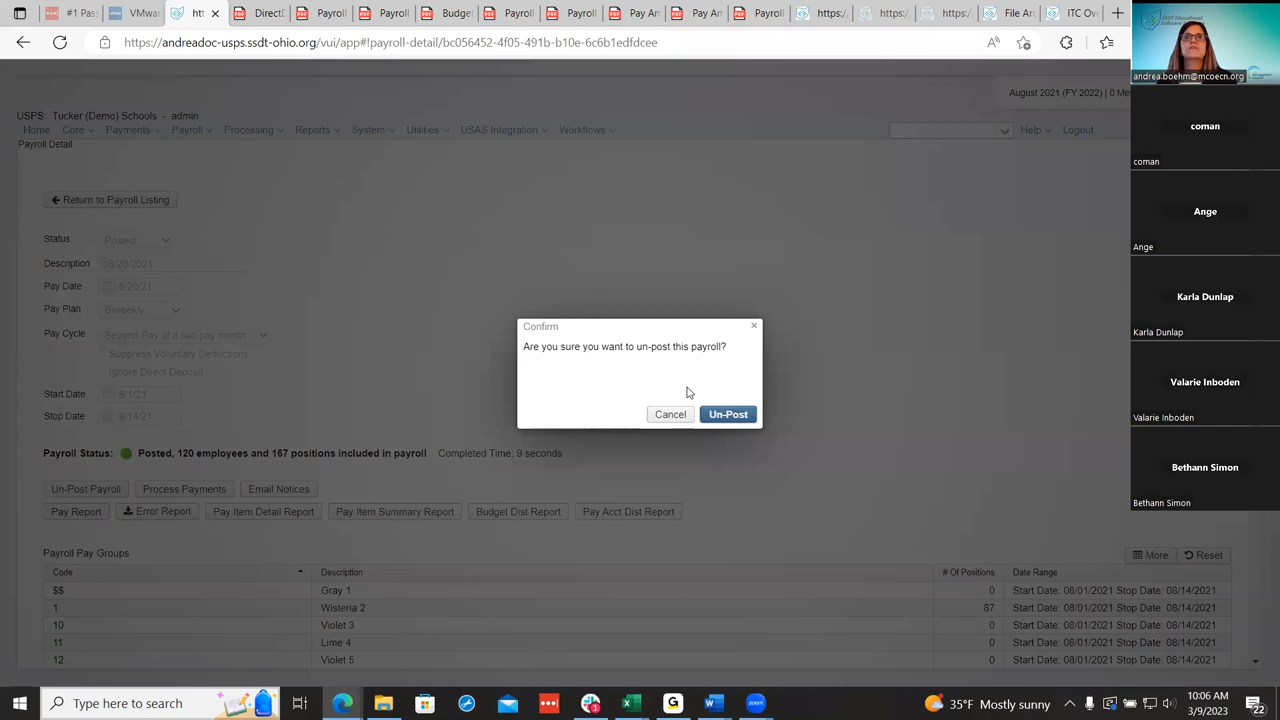 #1 Pass
VMwar
ht
DirectD
Payroll
Payroll
Budge
Payroll
Payroll
Pay Am
Pay Am
Payroll
https:/
https:/
https:/
File Ar
ITC Ov
https://andreadoc-usps.ssdt-ohio.org/vui/app#!payroll-detail/bc056452-4f05-491b-b10e-6c6b1edfdcee
andrea.boehm@mcoecn.org
August 2021 (FY 2022) | 0 Me
USPS Tucker (Demo) Schools - admin
Home Core Payments Payroll Processing Reports System Utilities USAS Integration Workflows Help Logout
Payroll Detail
coman
coman
Return to Payroll Listing
Ange
Ange
Status Posted
Description 08/20/2021
Pay Date 8/20/21
Pay Plan Biweekly
Pay Cycle Second Pay of a two pay month
Suppress Voluntary Deductions
Ignore Direct Deposit
Start Date 8/1/21
Stop Date 8/14/21
Karla Dunlap
Karla Dunlap
Confirm
Are you sure you want to un-post this payroll?
Cancel Un-Post
Valarie Inboden
Valarie Inboden
Payroll Status: Posted, 120 employees and 167 positions included in payroll Completed Time: 9 seconds
Bethann Simon
Bethann Simon
Un-Post Payroll Process Payments Email Notices
Pay Report Error Report Pay Item Detail Report Pay Item Summary Report Budget Dist Report Pay Acct Dist Report
Payroll Pay Groups More Reset
Code Description # Of Positions Date Range
$$ Gray 1 0 Start Date: 08/01/2021 Stop Date: 08/14/2021
1 Wisteria 2 87 Start Date: 08/01/2021 Stop Date: 08/14/2021
10 Violet 3 0 Start Date: 08/01/2021 Stop Date: 08/14/2021
11 Lime 4 0 Start Date: 08/01/2021 Stop Date: 08/14/2021
12 Violet 5 0 Start Date: 08/01/2021 Stop Date: 08/14/2021
Type here to search
zoom
35°F Mostly sunny
10:06 AM
3/9/2023
22